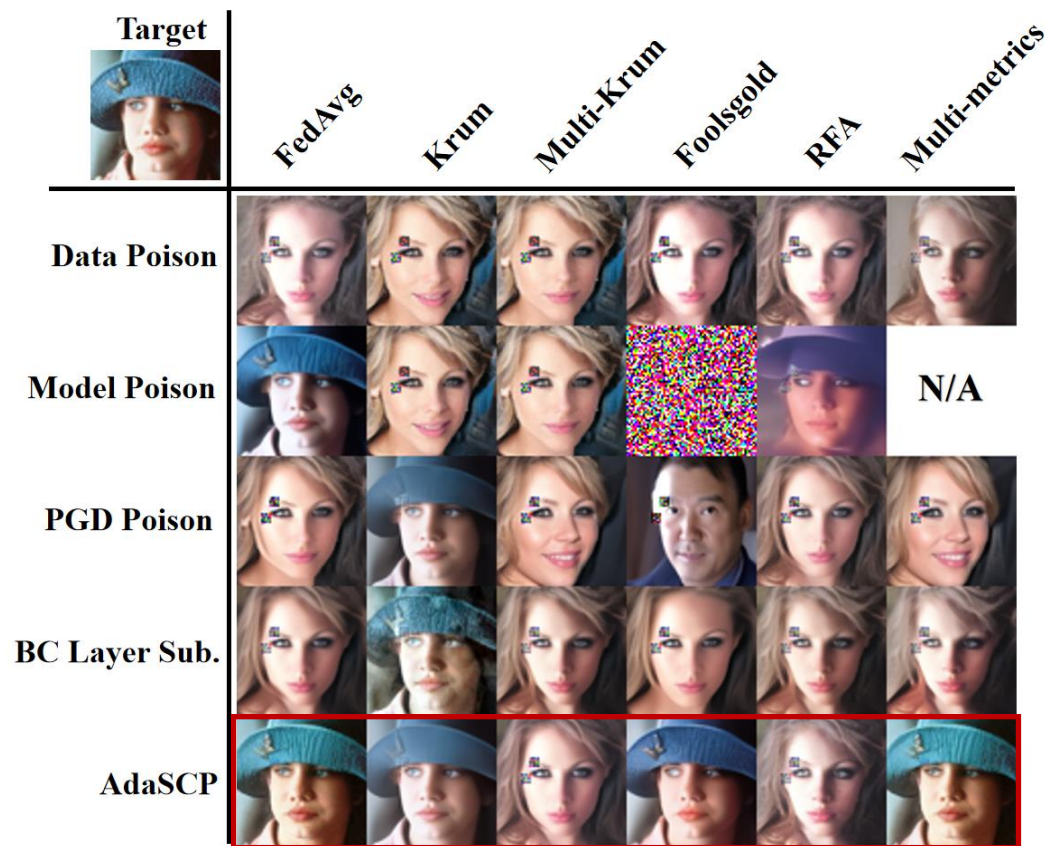 Target
FedAvg
Krum
Multi-Krum
Foolsgold
RFA
Multi-metrics
Data Poison
Model Poison
N/A
PGD Poison
BC Layer Sub.
AdaSCP